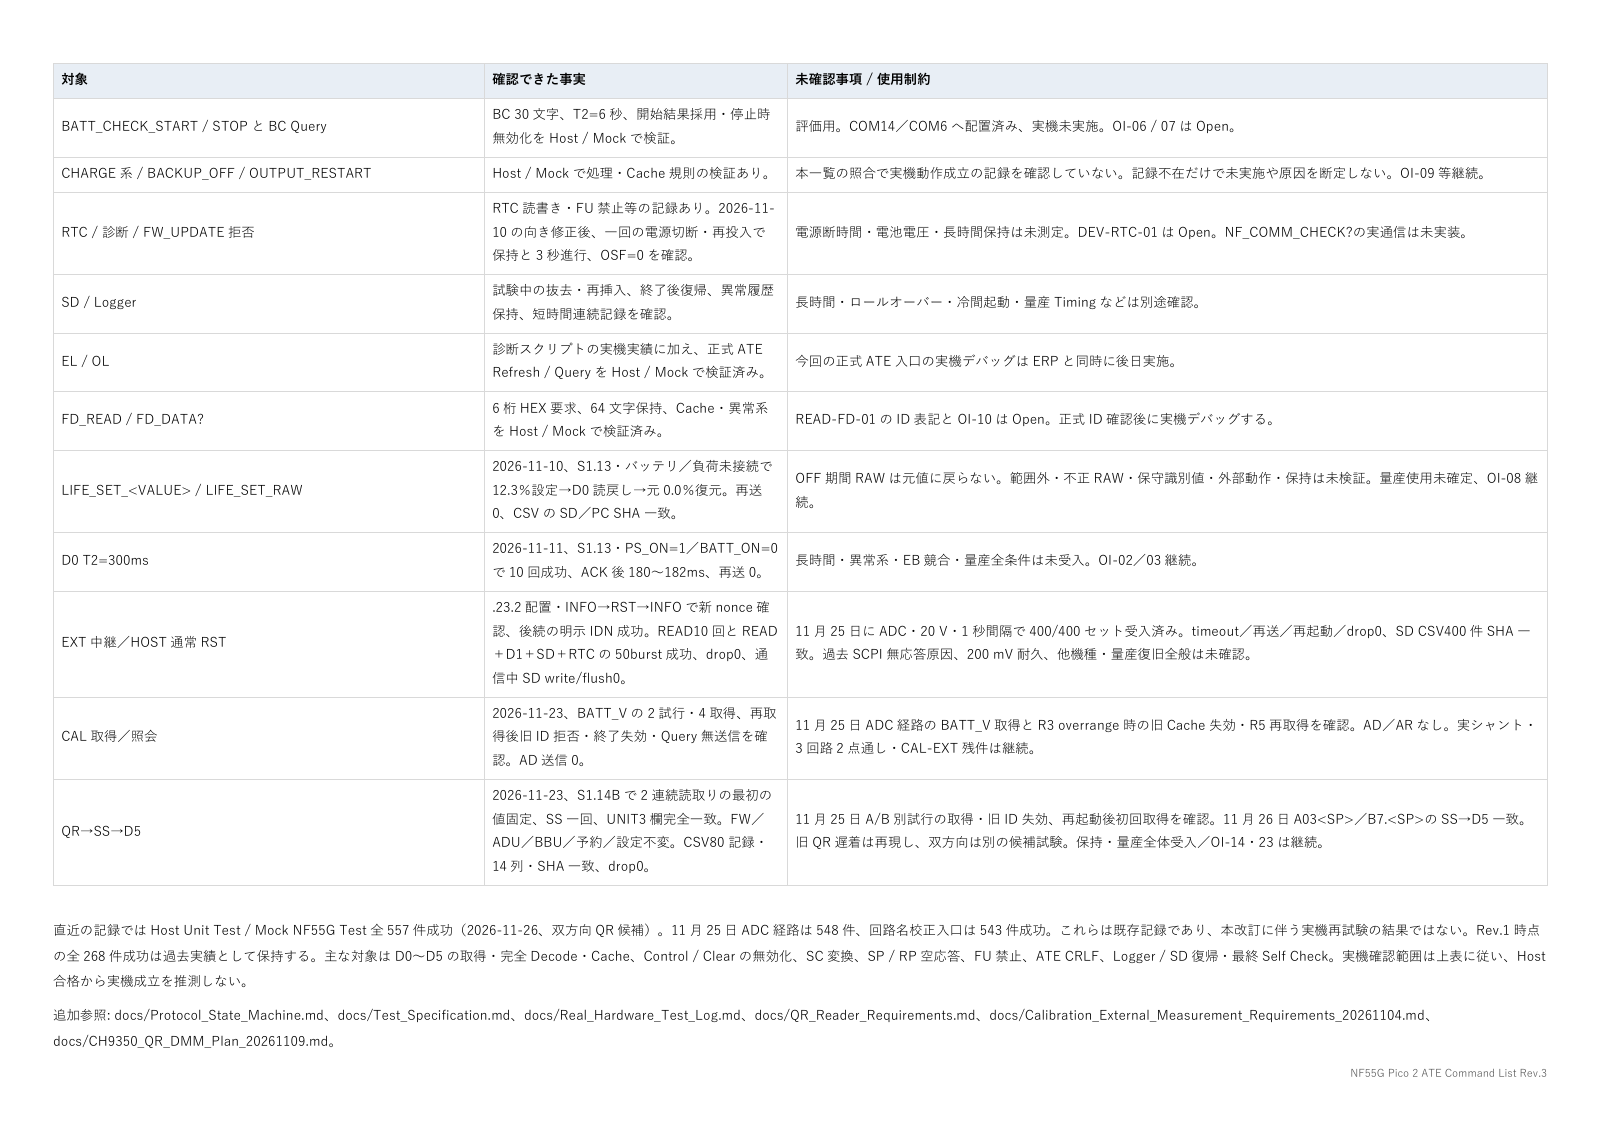 対象
確認できた事実
未確認事項 / 使用制約
BATT_CHECK_START / STOP と BC Query
BC 30 文字、T2=6 秒、開始結果採用・停止時
無効化を Host / Mock で検証。
評価用。COM14／COM6 へ配置済み、実機未実施。OI-06 / 07 は Open。
CHARGE 系 / BACKUP_OFF / OUTPUT_RESTART
Host / Mock で処理・Cache 規則の検証あり。
本一覧の照合で実機動作成立の記録を確認していない。記録不在だけで未実施や原因を断定しない。OI-09 等継続。
RTC / 診断 / FW_UPDATE 拒否
RTC 読書き・FU 禁止等の記録あり。2026-11-
10 の向き修正後、一回の電源切断・再投入で
保持と 3 秒進行、OSF=0 を確認。
電源断時間・電池電圧・長時間保持は未測定。DEV-RTC-01 は Open。NF_COMM_CHECK?の実通信は未実装。
SD / Logger
試験中の抜去・再挿入、終了後復帰、異常履歴
保持、短時間連続記録を確認。
長時間・ロールオーバー・冷間起動・量産 Timing などは別途確認。
EL / OL
診断スクリプトの実機実績に加え、正式 ATE
Refresh / Query を Host / Mock で検証済み。
今回の正式 ATE 入口の実機デバッグは ERP と同時に後日実施。
FD_READ / FD_DATA?
6 桁 HEX 要求、64 文字保持、Cache・異常系
を Host / Mock で検証済み。
READ-FD-01 の ID 表記と OI-10 は Open。正式 ID 確認後に実機デバッグする。
LIFE_SET_<VALUE> / LIFE_SET_RAW
2026-11-10、S1.13・バッテリ／負荷未接続で
12.3%設定→D0 読戻し→元 0.0%復元。再送
0、CSV の SD／PC SHA 一致。
OFF 期間 RAW は元値に戻らない。範囲外・不正 RAW・保守識別値・外部動作・保持は未検証。量産使用未確定、OI-08 継
続。
D0 T2=300ms
2026-11-11、S1.13・PS_ON=1／BATT_ON=0
で 10 回成功、ACK 後 180〜182ms、再送 0。
長時間・異常系・EB 競合・量産全条件は未受入。OI-02／03 継続。
EXT 中継／HOST 通常 RST
.23.2 配置・INFO→RST→INFO で新 nonce 確
認、後続の明示 IDN 成功。READ10 回と READ
＋D1＋SD＋RTC の 50burst 成功、drop0、通
信中 SD write/flush0。
11 月 25 日に ADC・20 V・1 秒間隔で 400/400 セット受入済み。timeout／再送／再起動／drop0、SD CSV400 件 SHA 一
致。過去 SCPI 無応答原因、200 mV 耐久、他機種・量産復旧全般は未確認。
CAL 取得／照会
2026-11-23、BATT_V の 2 試行・4 取得、再取
得後旧 ID 拒否・終了失効・Query 無送信を確
認。AD 送信 0。
11 月 25 日 ADC 経路の BATT_V 取得と R3 overrange 時の旧 Cache 失効・R5 再取得を確認。AD／AR なし。実シャント・
3 回路 2 点通し・CAL-EXT 残件は継続。
QR→SS→D5
2026-11-23、S1.14B で 2 連続読取りの最初の
値固定、SS 一回、UNIT3 欄完全一致。FW／
ADU／BBU／予約／設定不変。CSV80 記録・
14 列・SHA 一致、drop0。
11 月 25 日 A/B 別試行の取得・旧 ID 失効、再起動後初回取得を確認。11 月 26 日 A03<SP>／B7.<SP>の SS→D5 一致。
旧 QR 遅着は再現し、双方向は別の候補試験。保持・量産全体受入／OI-14・23 は継続。
直近の記録では Host Unit Test / Mock NF55G Test 全 557 件成功（2026-11-26、双方向 QR 候補）。11 月 25 日 ADC 経路は 548 件、回路名校正入口は 543 件成功。これらは既存記録であり、本改訂に伴う実機再試験の結果ではない。Rev.1 時点
の全 268 件成功は過去実績として保持する。主な対象は D0〜D5 の取得・完全 Decode・Cache、Control / Clear の無効化、SC 変換、SP / RP 空応答、FU 禁止、ATE CRLF、Logger / SD 復帰・最終 Self Check。実機確認範囲は上表に従い、Host
合格から実機成立を推測しない。
追加参照: docs/Protocol_State_Machine.md、docs/Test_Specification.md、docs/Real_Hardware_Test_Log.md、docs/QR_Reader_Requirements.md、docs/Calibration_External_Measurement_Requirements_20261104.md、
docs/CH9350_QR_DMM_Plan_20261109.md。
NF55G Pico 2 ATE Command List Rev.3